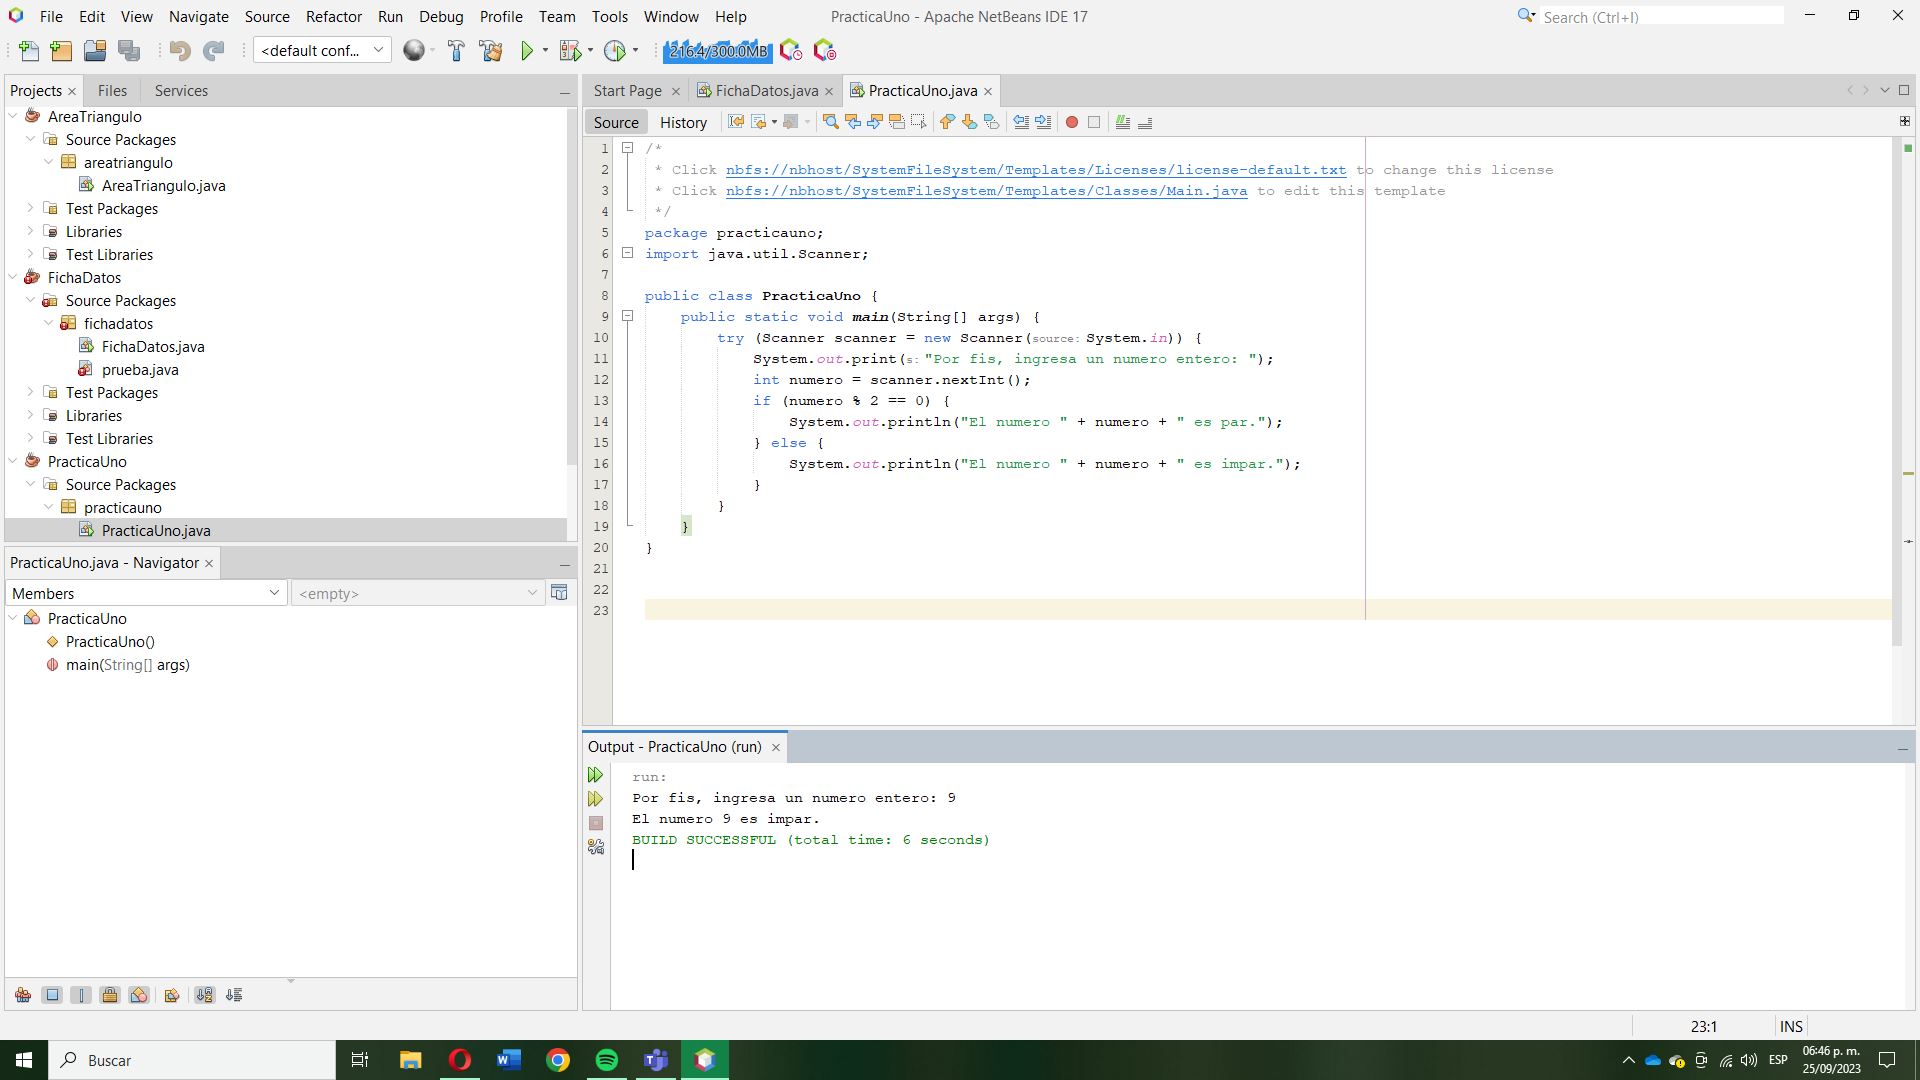 File Edit View Navigate Source Refactor Run Debug Profile Team Tools Window Help PracticaUno - Apache NetBeans IDE 17 Search (Ctrl+I)
<default conf... 216.4/300.0MB
Projects Files Services
AreaTriangulo
Source Packages
areatriangulo
AreaTriangulo.java
Test Packages
Libraries
Test Libraries
FichaDatos
Source Packages
fichadatos
FichaDatos.java
prueba.java
Test Packages
Libraries
Test Libraries
PracticaUno
Source Packages
practicauno
PracticaUno.java
PracticaUno.java - Navigator
Members <empty>
PracticaUno
PracticaUno()
main(String[] args)
Start Page FichaDatos.java PracticaUno.java
Source History
1 /*
2 * Click nbfs://nbhost/SystemFileSystem/Templates/Licenses/license-default.txt to change this license
3 * Click nbfs://nbhost/SystemFileSystem/Templates/Classes/Main.java to edit this template
4 */
5 package practicauno;
6 import java.util.Scanner;
7
8 public class PracticaUno {
9 public static void main(String[] args) {
10 try (Scanner scanner = new Scanner(source: System.in)) {
11 System.out.print(s: "Por fis, ingresa un numero entero: ");
12 int numero = scanner.nextInt();
13 if (numero % 2 == 0) {
14 System.out.println("El numero " + numero + " es par.");
15 } else {
16 System.out.println("El numero " + numero + " es impar.");
17 }
18 }
19 }
20 }
21
22
23
Output - PracticaUno (run)
run:
Por fis, ingresa un numero entero: 9
El numero 9 es impar.
BUILD SUCCESSFUL (total time: 6 seconds)
23:1 INS
Buscar ESP 06:46 p. m.
25/09/2023